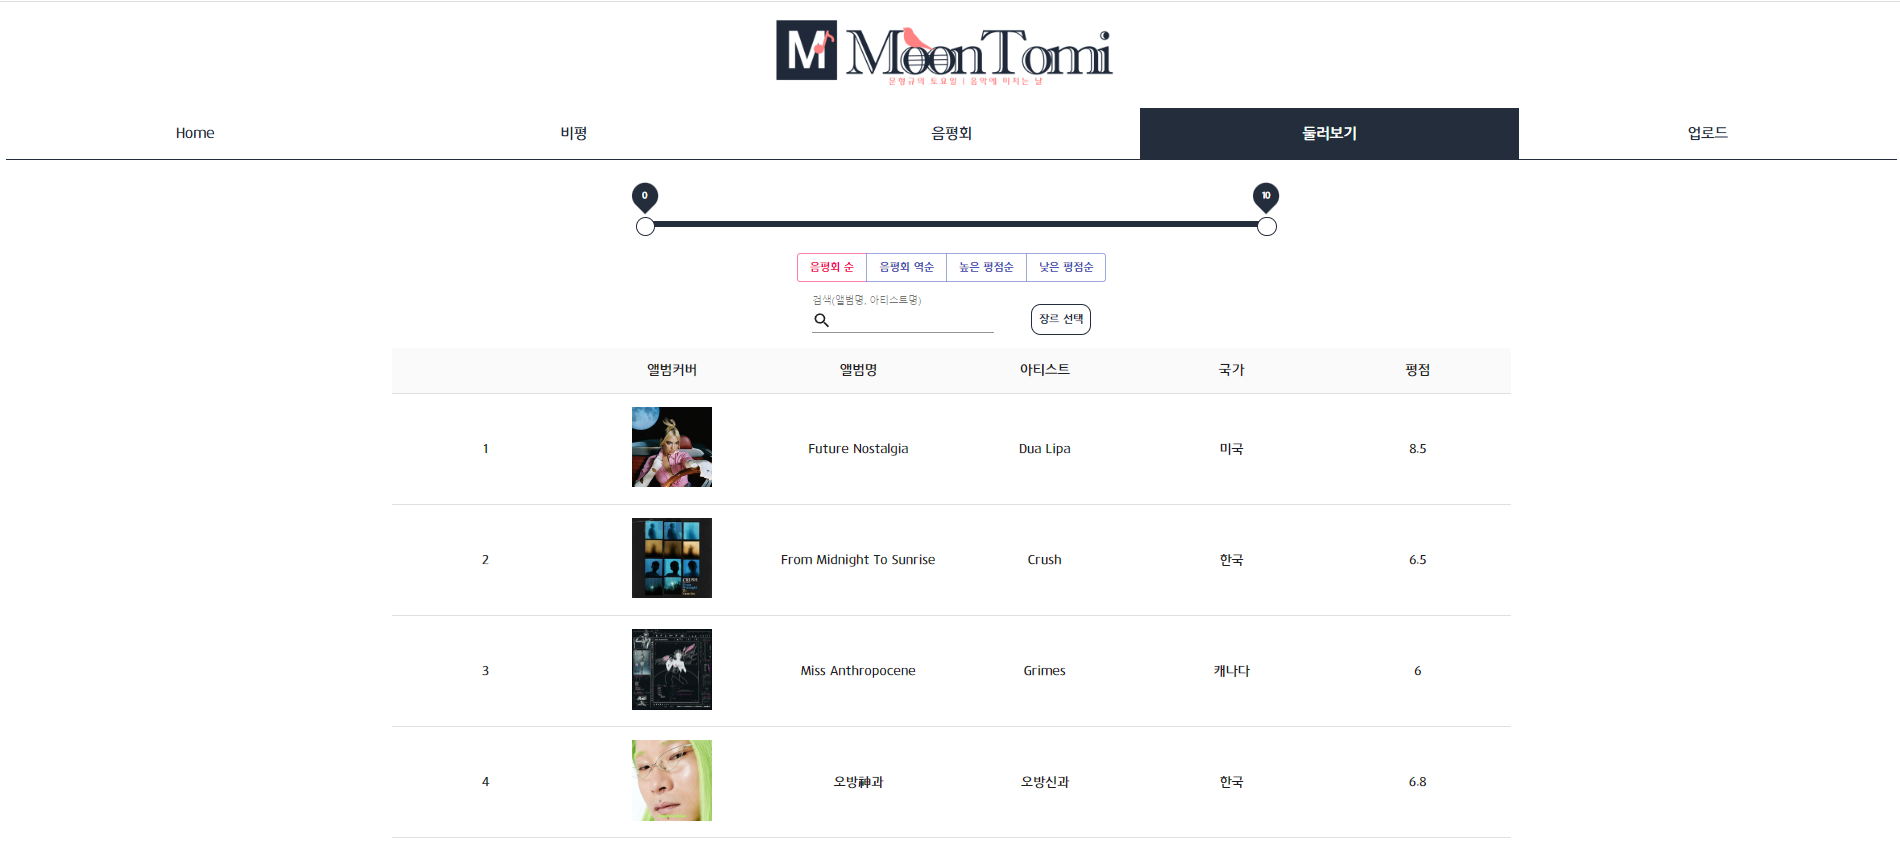 M MoonTomi
문형규의 토요일 | 음악에 미치는 날
Home 비평 음평회 둘러보기 업로드
0 10
음평회 순 음평회 역순 높은 평점순 낮은 평점순
검색(앨범명, 아티스트명)
장르 선택
앨범커버 앨범명 아티스트 국가 평점
1 Future Nostalgia Dua Lipa 미국 8.5
2 From Midnight To Sunrise Crush 한국 6.5
3 Miss Anthropocene Grimes 캐나다 6
4 오방神과 오방신과 한국 6.8